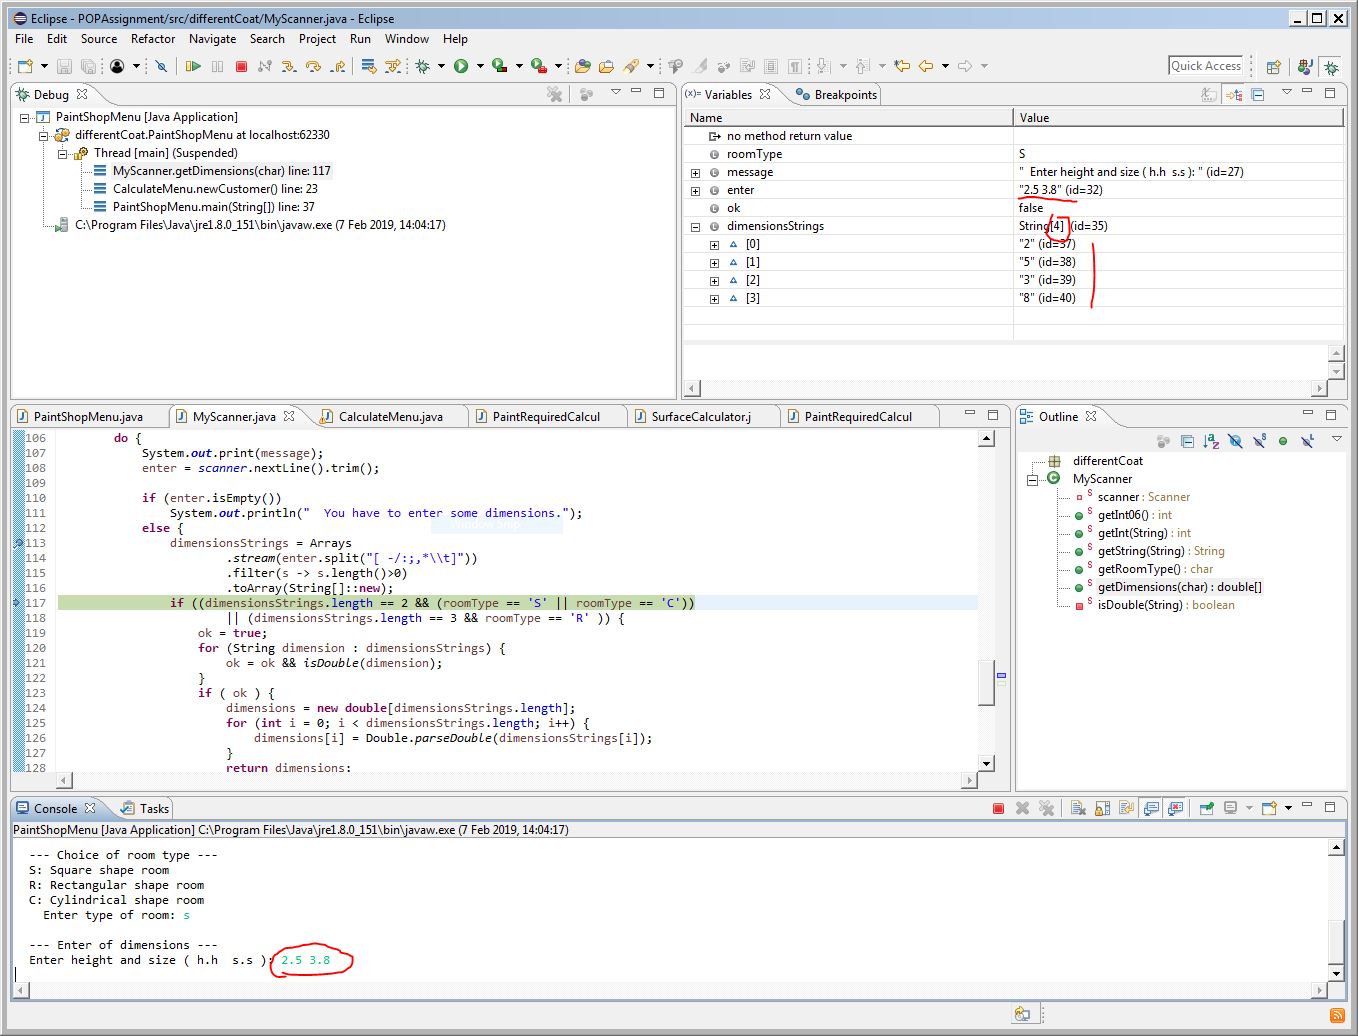 Eclipse - POPAssignment/src/differentCoat/MyScanner.java - Eclipse
File Edit Source Refactor Navigate Search Project Run Window Help
Quick Access
Debug
PaintShopMenu [Java Application]
differentCoat.PaintShopMenu at localhost:62330
Thread [main] (Suspended)
MyScanner.getDimensions(char) line: 117
CalculateMenu.newCustomer() line: 23
PaintShopMenu.main(String[]) line: 37
C:\Program Files\Java\jre1.8.0_151\bin\javaw.exe (7 Feb 2019, 14:04:17)
(x)= Variables Breakpoints
Name Value
no method return value
roomType S
message "  Enter height and size ( h.h  s.s ): " (id=27)
enter "2.5 3.8" (id=32)
ok false
dimensionsStrings String[4] (id=35)
[0] "2" (id=37)
[1] "5" (id=38)
[2] "3" (id=39)
[3] "8" (id=40)
PaintShopMenu.java MyScanner.java CalculateMenu.java PaintRequiredCalcul SurfaceCalculator.j PaintRequiredCalcul
106 do {
107 System.out.print(message);
108 enter = scanner.nextLine().trim();
109
110 if (enter.isEmpty())
111 System.out.println("  You have to enter some dimensions.");
112 else {
113 dimensionsStrings = Arrays
114 .stream(enter.split("[ -/:;,*\\t]"))
115 .filter(s -> s.length()>0)
116 .toArray(String[]::new);
117 if ((dimensionsStrings.length == 2 && (roomType == 'S' || roomType == 'C'))
118 || (dimensionsStrings.length == 3 && roomType == 'R' )) {
119 ok = true;
120 for (String dimension : dimensionsStrings) {
121 ok = ok && isDouble(dimension);
122 }
123 if ( ok ) {
124 dimensions = new double[dimensionsStrings.length];
125 for (int i = 0; i < dimensionsStrings.length; i++) {
126 dimensions[i] = Double.parseDouble(dimensionsStrings[i]);
127 }
128 return dimensions;
Window Snip
Outline
differentCoat
MyScanner
scanner : Scanner
getInt06() : int
getInt(String) : int
getString(String) : String
getRoomType() : char
getDimensions(char) : double[]
isDouble(String) : boolean
Console Tasks
PaintShopMenu [Java Application] C:\Program Files\Java\jre1.8.0_151\bin\javaw.exe (7 Feb 2019, 14:04:17)
--- Choice of room type ---
S: Square shape room
R: Rectangular shape room
C: Cylindrical shape room
Enter type of room: s
--- Enter of dimensions ---
Enter height and size ( h.h  s.s ): 2.5 3.8